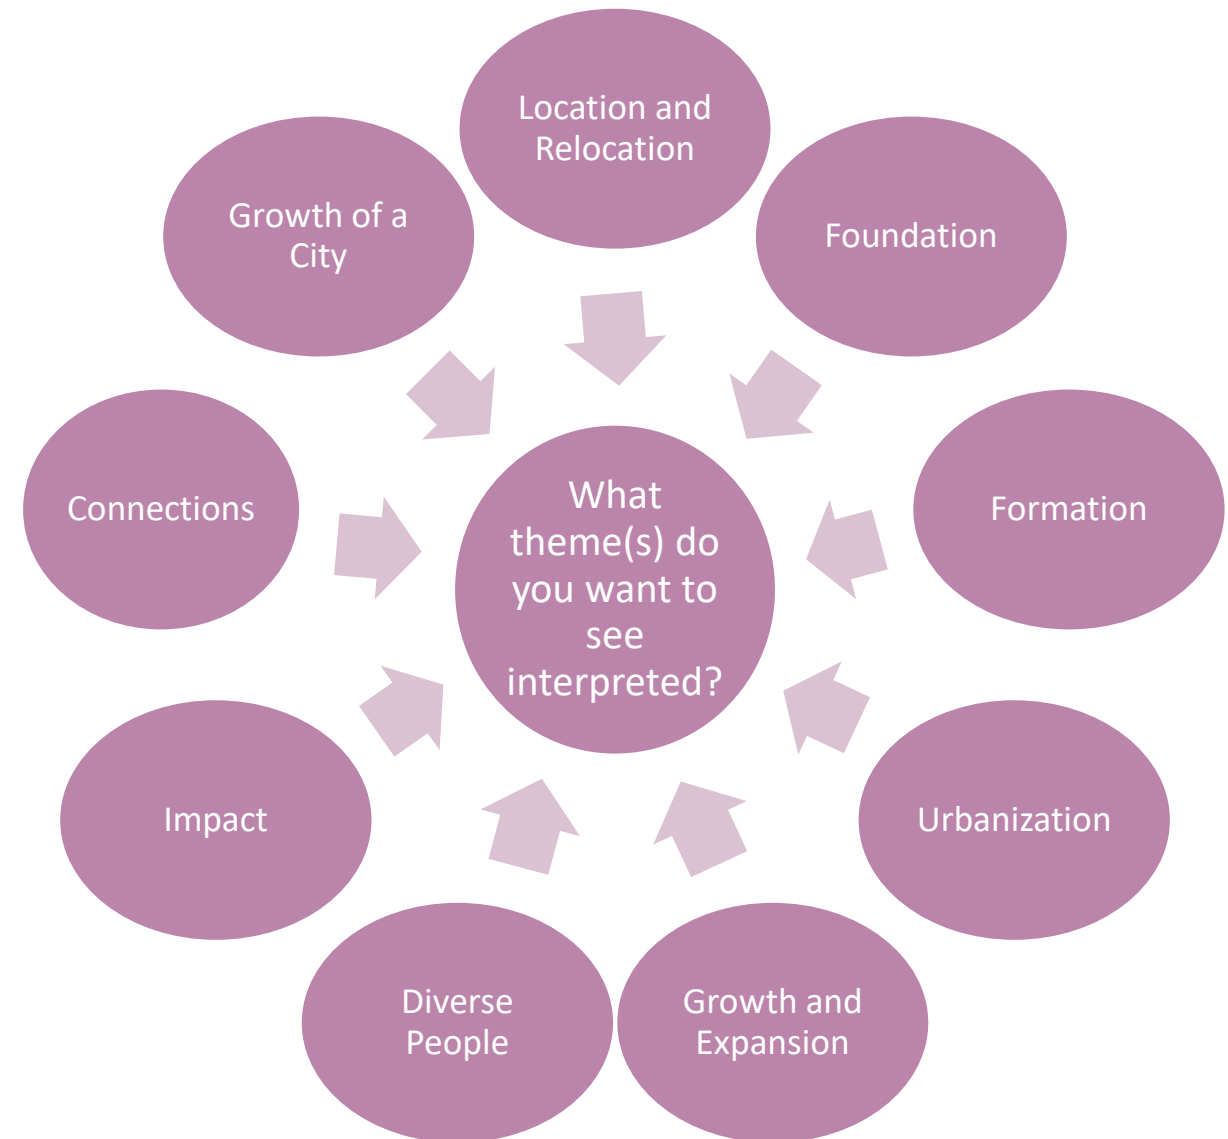 Location and
Relocation
Foundation
Formation
Urbanization
Growth and
Expansion
Diverse
People
Impact
Connections
Growth of a
City
What
theme(s) do
you want to
see
interpreted?